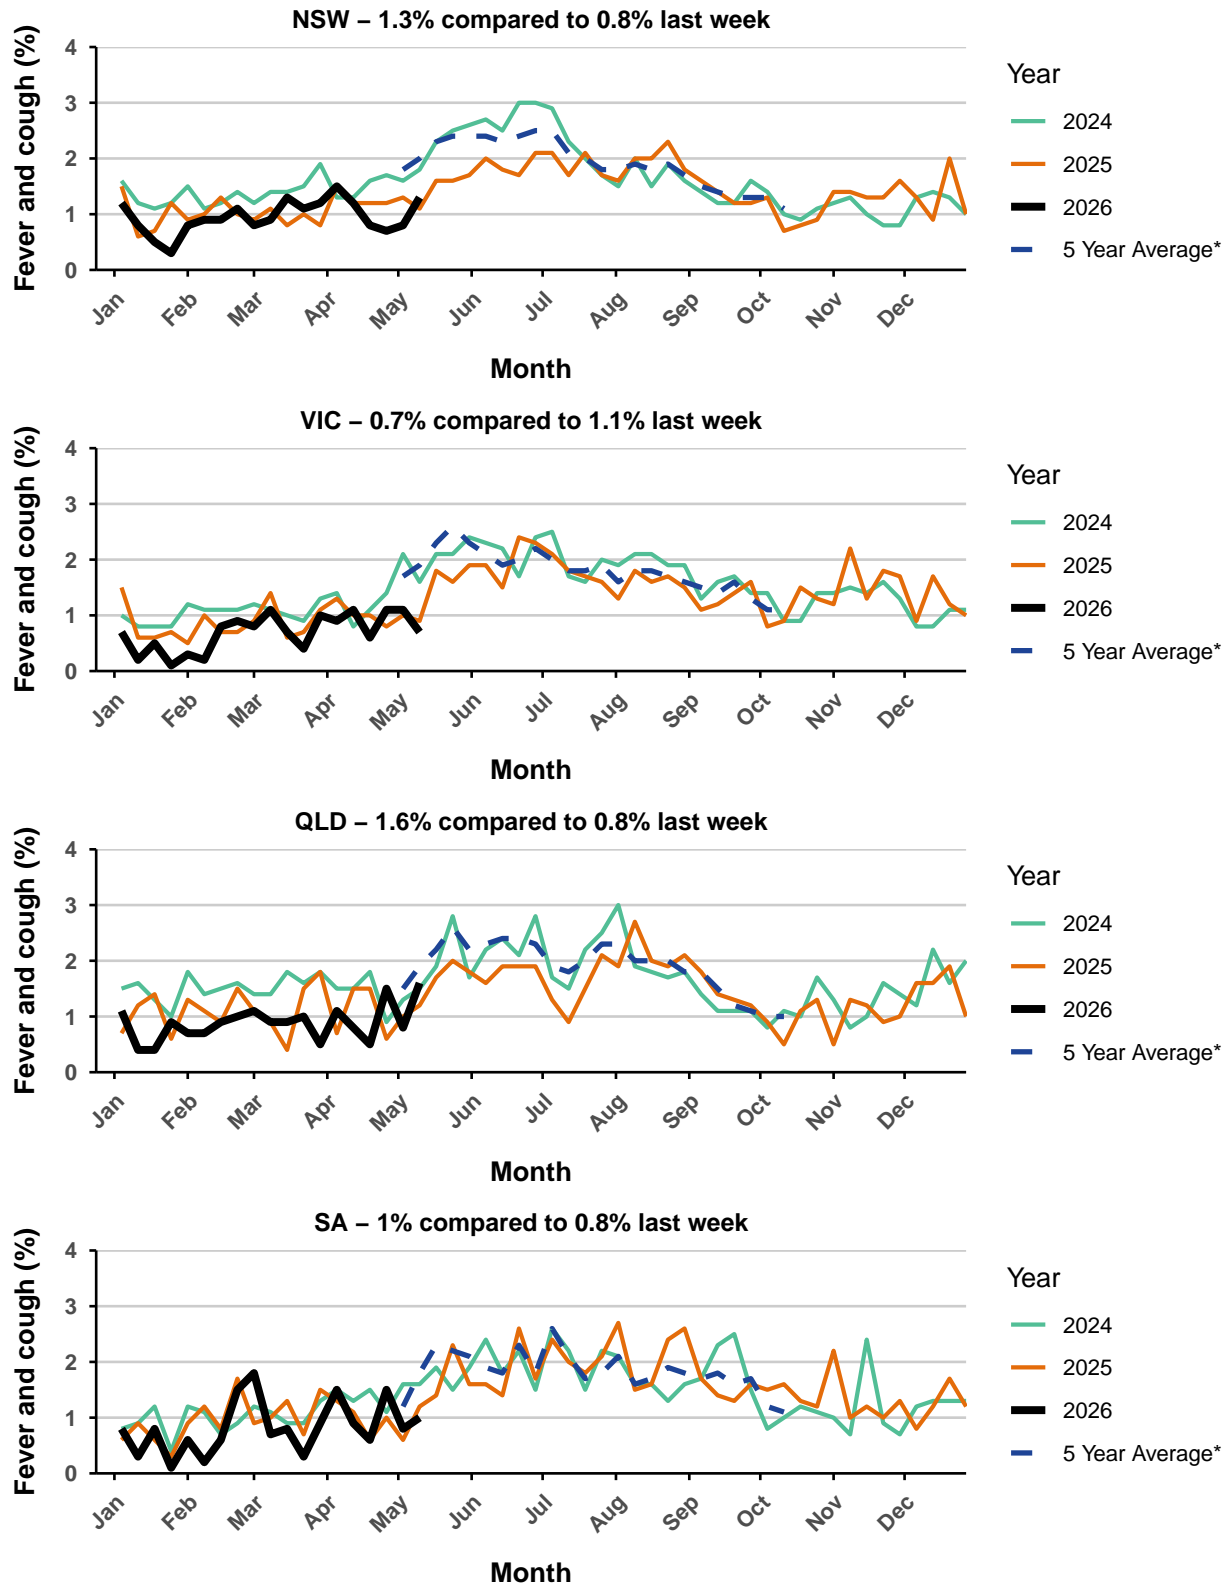 NSW – 1.3% compared to 0.8% last week
Fever and cough (%)
4
3
2
1
0
Jan
Feb
Mar
Apr
May
Jun
Jul
Aug
Sep
Oct
Nov
Dec
Month
Year
2024
2025
2026
5 Year Average*
VIC – 0.7% compared to 1.1% last week
Fever and cough (%)
4
3
2
1
0
Jan
Feb
Mar
Apr
May
Jun
Jul
Aug
Sep
Oct
Nov
Dec
Month
Year
2024
2025
2026
5 Year Average*
QLD – 1.6% compared to 0.8% last week
Fever and cough (%)
4
3
2
1
0
Jan
Feb
Mar
Apr
May
Jun
Jul
Aug
Sep
Oct
Nov
Dec
Month
Year
2024
2025
2026
5 Year Average*
SA – 1% compared to 0.8% last week
Fever and cough (%)
4
3
2
1
0
Jan
Feb
Mar
Apr
May
Jun
Jul
Aug
Sep
Oct
Nov
Dec
Month
Year
2024
2025
2026
5 Year Average*